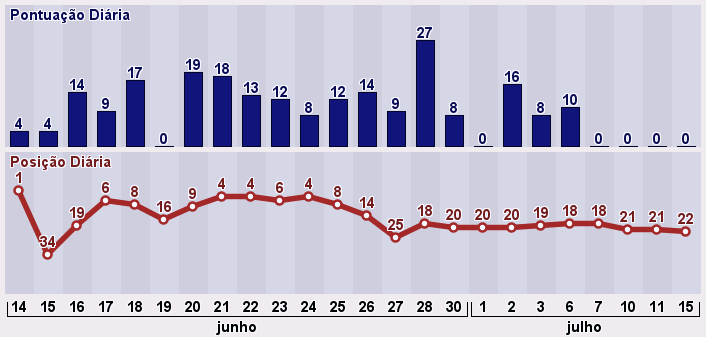 Pontuação Diária
4 4 14 9 17 0 19 18 13 12 8 12 14 9 27 8 0 16 8 10 0 0 0 0
Posição Diária
1 34 19 6 8 16 9 4 4 6 4 8 14 25 18 20 20 20 19 18 18 21 21 22
14 15 16 17 18 19 20 21 22 23 24 25 26 27 28 30 1 2 3 6 7 10 11 15
junho julho